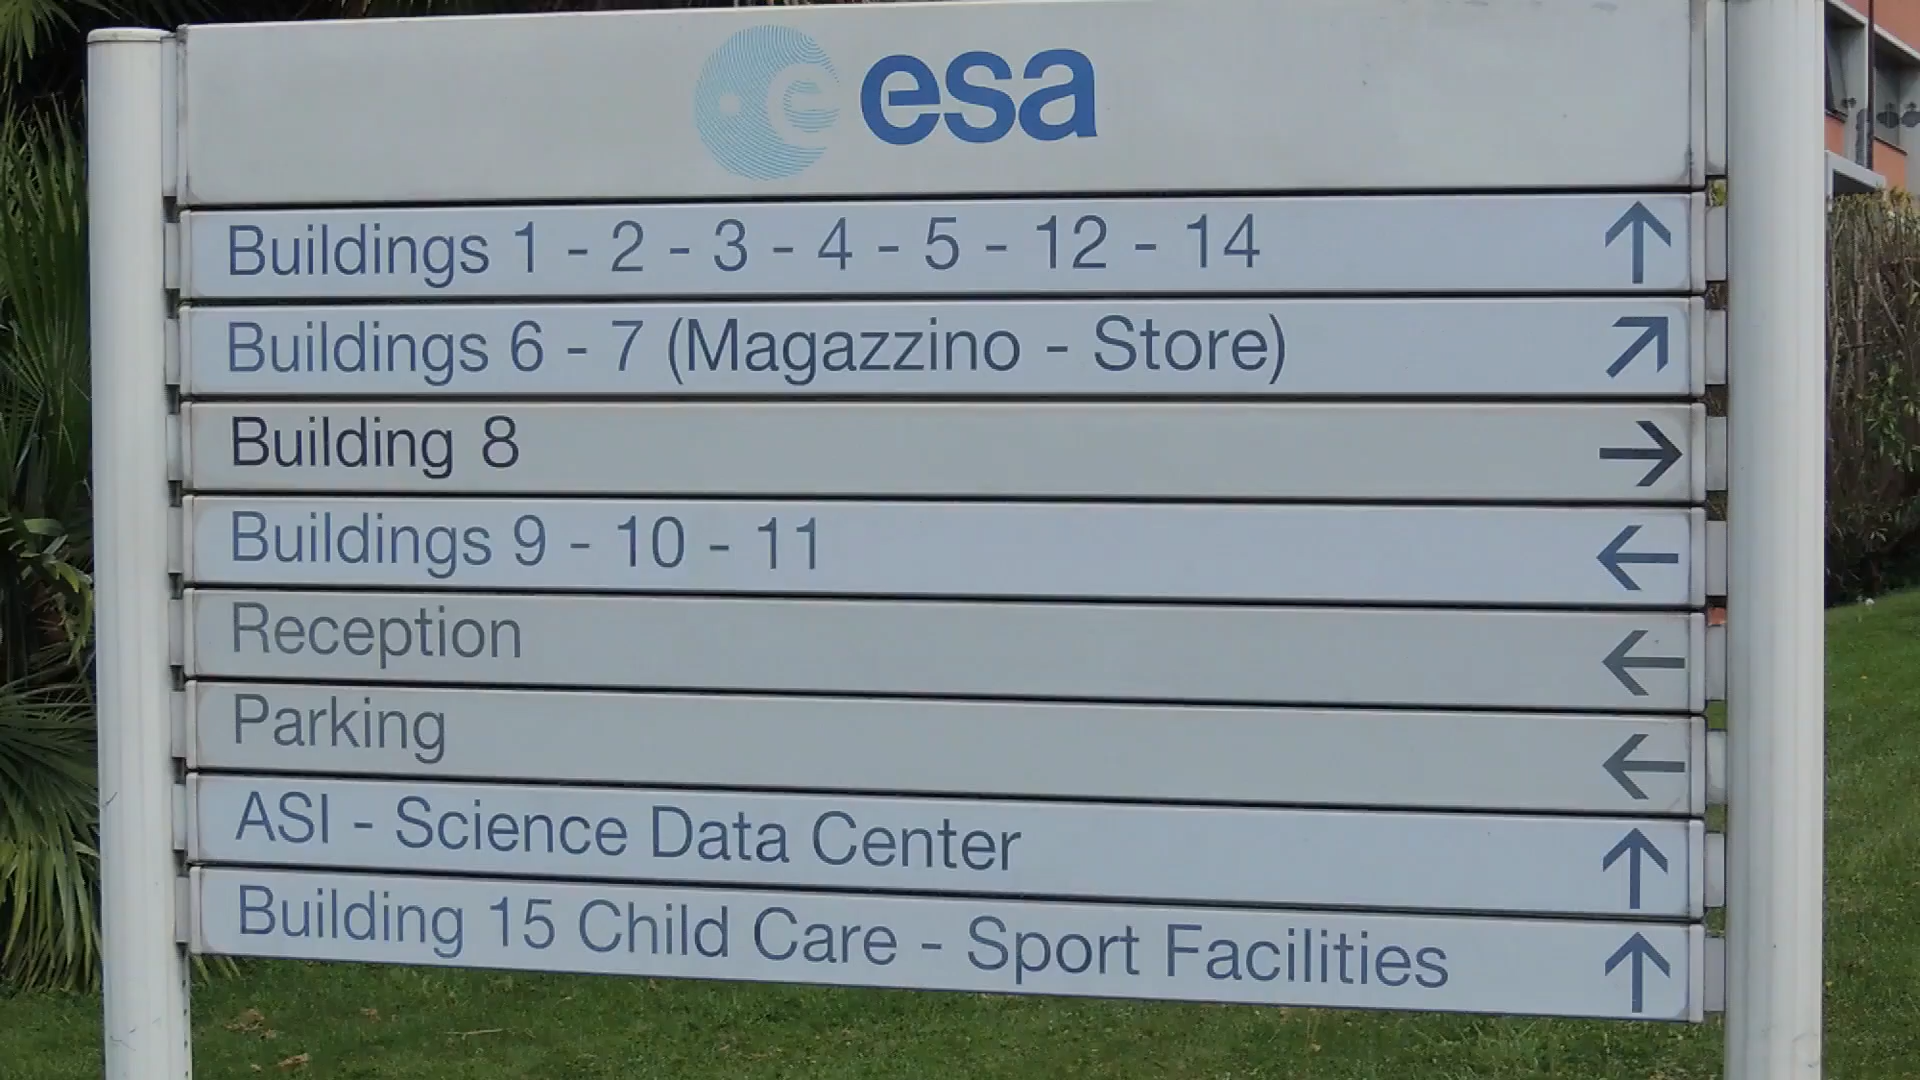 esa
Buildings 1 - 2 - 3 - 4 - 5 - 12 - 14
Buildings 6 - 7 (Magazzino - Store)
Building 8
Buildings 9 - 10 - 11
Reception
Parking
ASI - Science Data Center
Building 15 Child Care - Sport Facilities